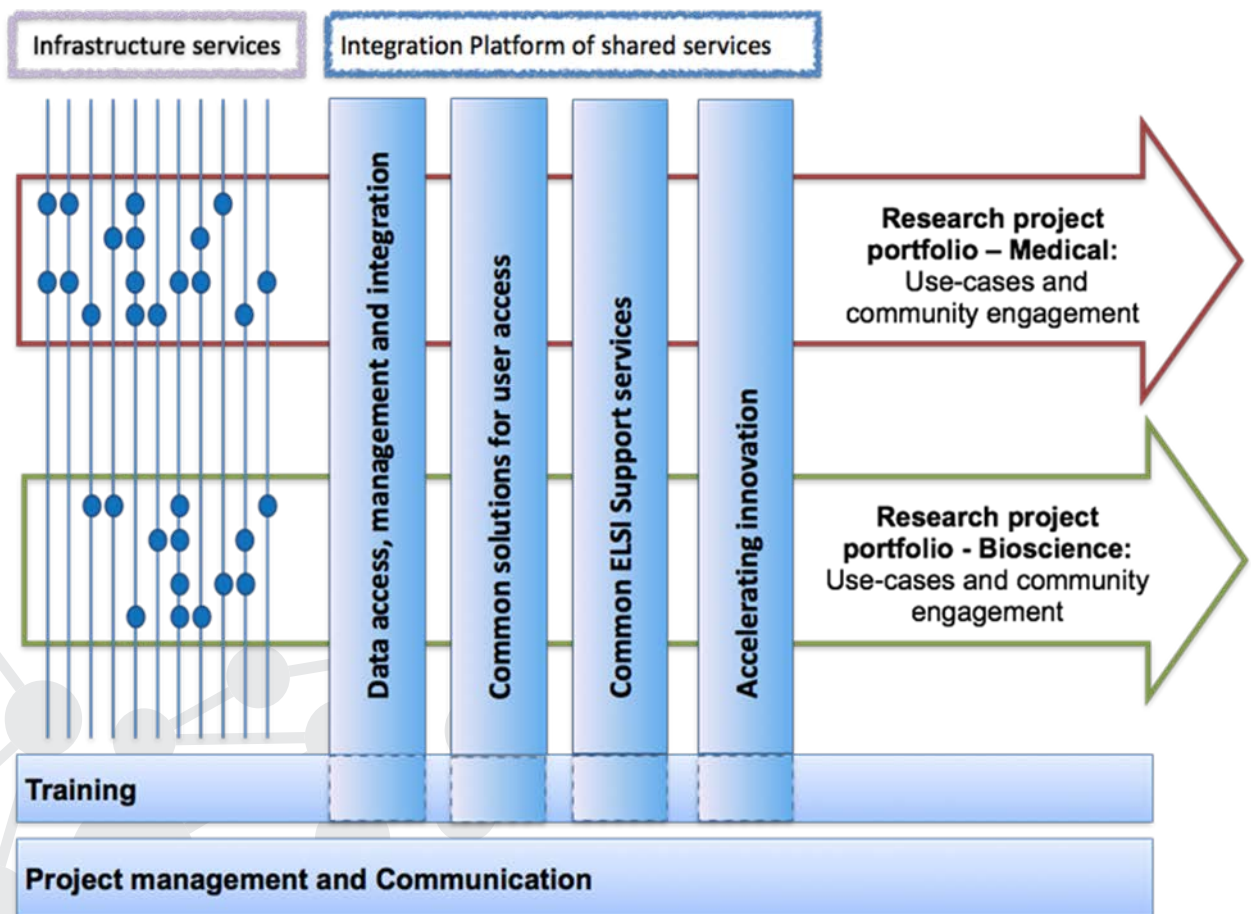 Infrastructure services
Integration Platform of shared services
Data access, management and integration
Common solutions for user access
Common ELSI Support services
Accelerating innovation
Research project
portfolio – Medical:
Use-cases and
community engagement
Research project
portfolio - Bioscience:
Use-cases and community
engagement
Training
Project management and Communication